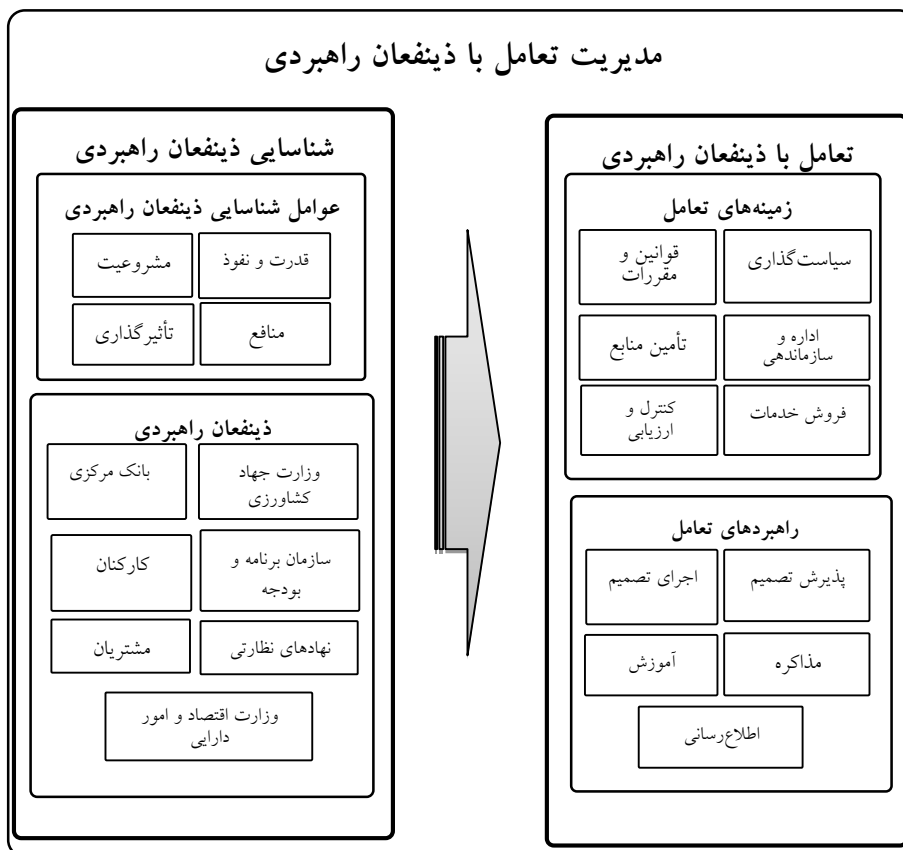 مدیریت تعامل با ذینفعان راهبردی
شناسایی ذینفعان راهبردی
عوامل شناسایی ذینفعان راهبردی
قدرت و نفوذ
مشروعیت
منافع
تأثیرگذاری
ذینفعان راهبردی
وزارت جهاد
کشاورزی
بانک مرکزی
سازمان برنامه و
بودجه
کارکنان
نهادهای نظارتی
مشتریان
وزارت اقتصاد و امور
دارایی
تعامل با ذینفعان راهبردی
زمینه‌های تعامل
سیاست‌گذاری
قوانین و
مقررات
اداره و
سازماندهی
تأمین منابع
فروش خدمات
کنترل و
ارزیابی
راهبردهای تعامل
پذیرش تصمیم
اجرای تصمیم
مذاکره
آموزش
اطلاع‌رسانی